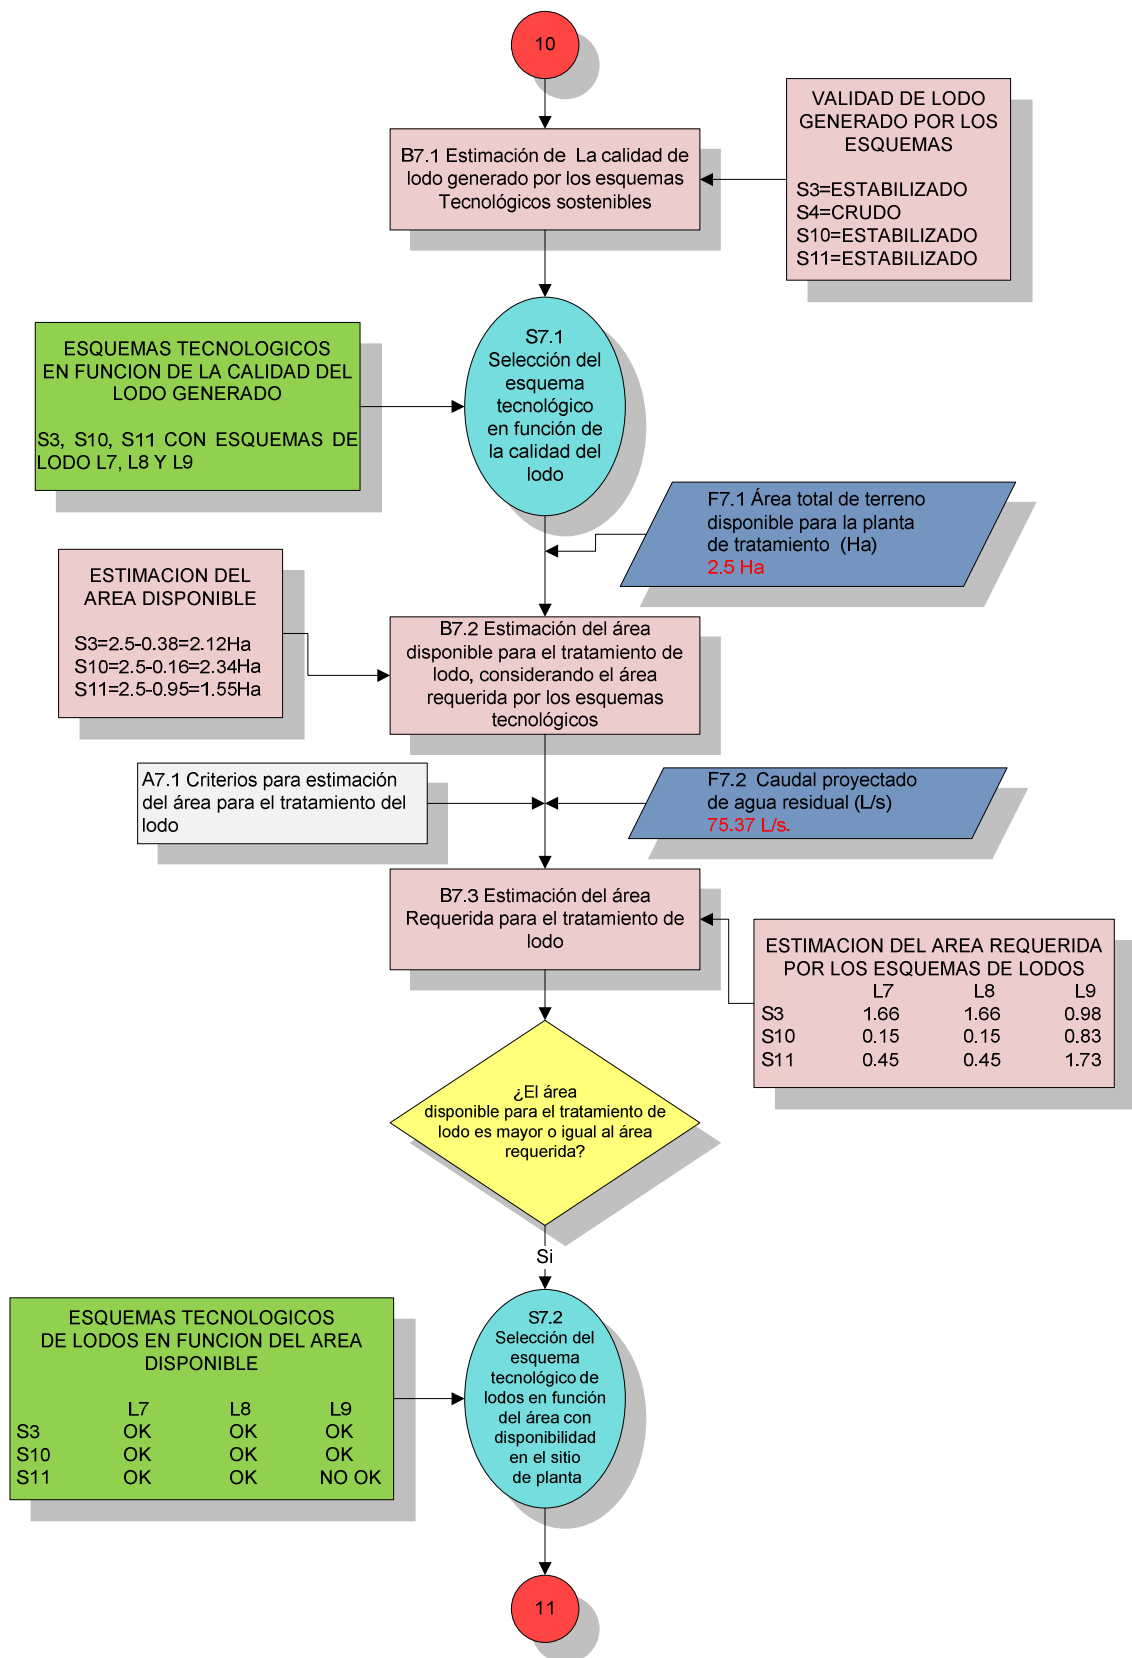 10
VALIDAD DE LODO
GENERADO POR LOS
ESQUEMAS
S3=ESTABILIZADO
S4=CRUDO
S10=ESTABILIZADO
S11=ESTABILIZADO
B7.1 Estimación de La calidad de
lodo generado por los esquemas
Tecnológicos sostenibles
S7.1
Selección del
esquema
tecnológico
en función de
la calidad del
lodo
ESQUEMAS TECNOLOGICOS
EN FUNCION DE LA CALIDAD DEL
LODO GENERADO
S3, S10, S11 CON ESQUEMAS DE
LODO L7, L8 Y L9
F7.1 Área total de terreno
disponible para la planta
de tratamiento (Ha)
2.5 Ha
ESTIMACION DEL
AREA DISPONIBLE
S3=2.5-0.38=2.12Ha
S10=2.5-0.16=2.34Ha
S11=2.5-0.95=1.55Ha
B7.2 Estimación del área
disponible para el tratamiento de
lodo, considerando el área
requerida por los esquemas
tecnológicos
A7.1 Criterios para estimación
del área para el tratamiento del
lodo
F7.2 Caudal proyectado
de agua residual (L/s)
75.37 L/s.
B7.3 Estimación del área
Requerida para el tratamiento de
lodo
ESTIMACION DEL AREA REQUERIDA
POR LOS ESQUEMAS DE LODOS
L7 L8 L9
S3 1.66 1.66 0.98
S10 0.15 0.15 0.83
S11 0.45 0.45 1.73
¿El área
disponible para el tratamiento de
lodo es mayor o igual al área
requerida?
Si
ESQUEMAS TECNOLOGICOS
DE LODOS EN FUNCION DEL AREA
DISPONIBLE
L7 L8 L9
S3 OK OK OK
S10 OK OK OK
S11 OK OK NO OK
S7.2
Selección del
esquema
tecnológico de
lodos en función
del área con
disponibilidad
en el sitio
de planta
11